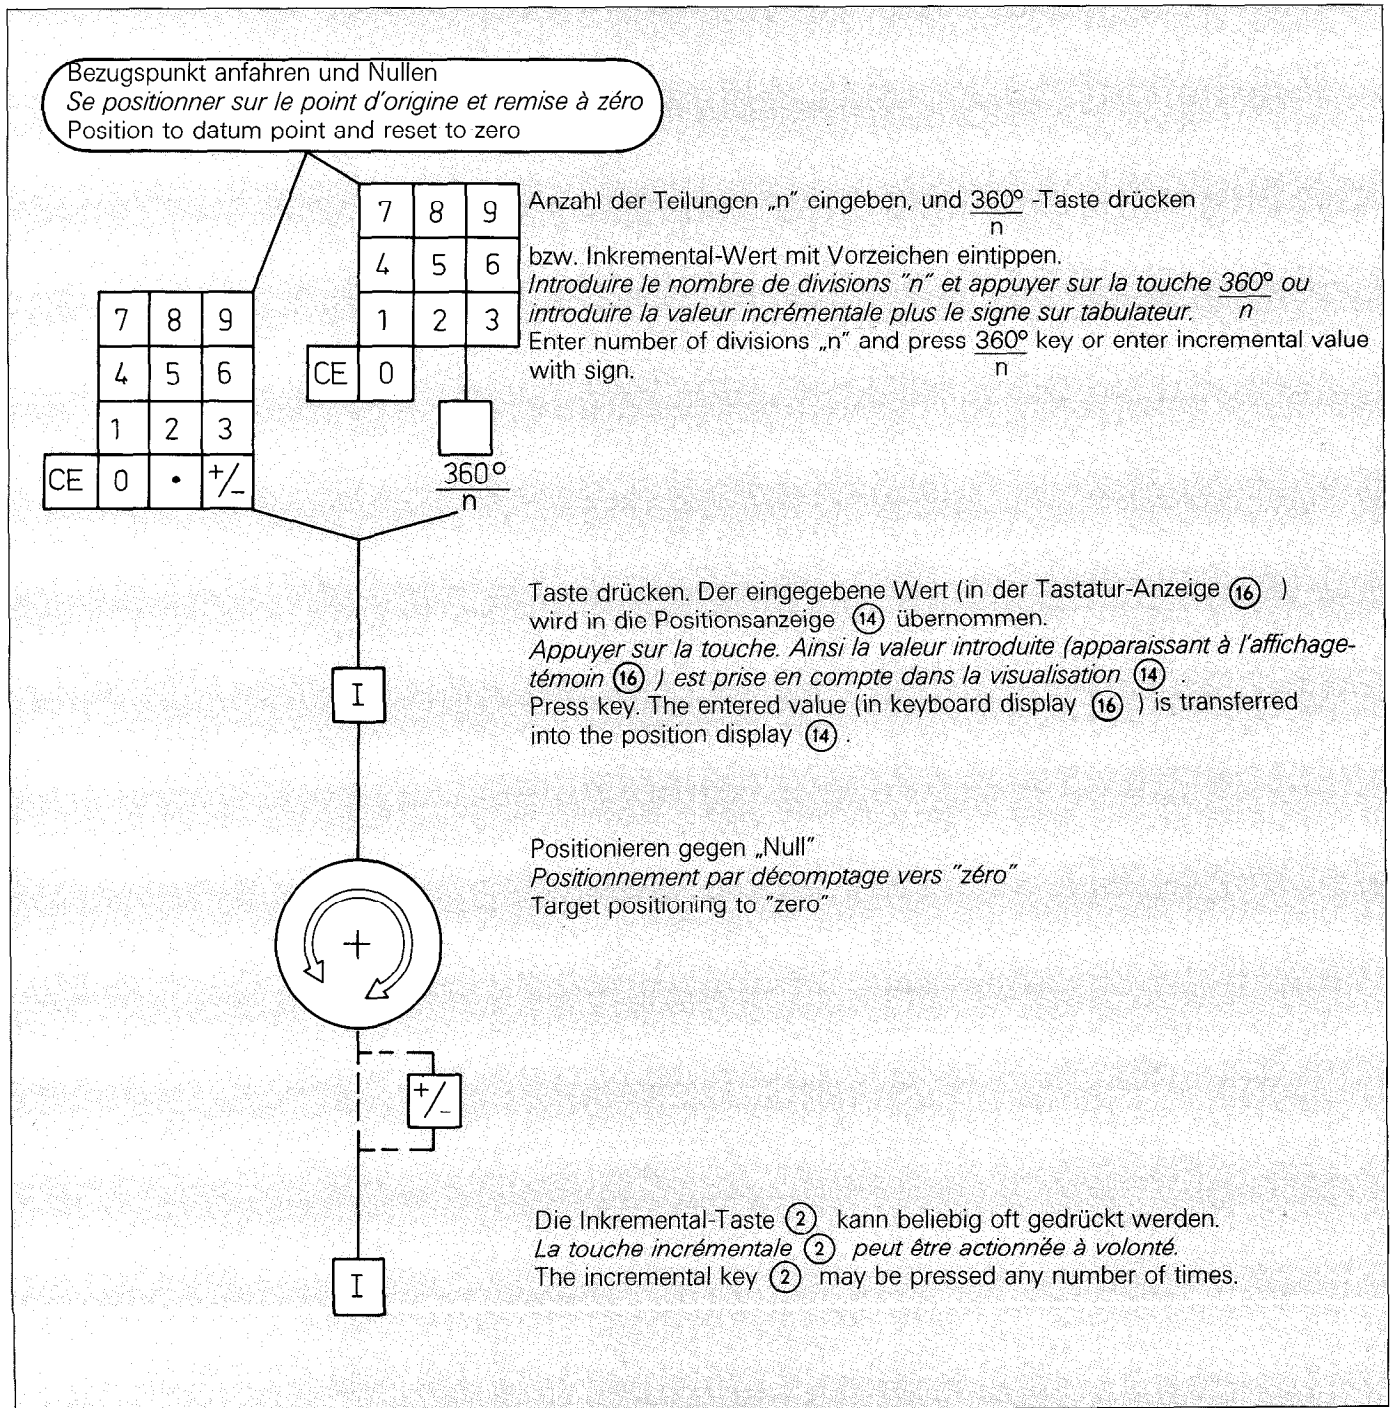 Bezugspunkt anfahren und Nullen
Se positionner sur le point d'origine et remise à zéro
Position to datum point and reset to zero
7 8 9
4 5 6
1 2 3
CE 0
360°
n
Anzahl der Teilungen „n" eingeben, und 360° -Taste drücken
n
bzw. Inkremental-Wert mit Vorzeichen eintippen.
Introduire le nombre de divisions "n" et appuyer sur la touche 360° ou
introduire la valeur incrémentale plus le signe sur tabulateur. n
Enter number of divisions „n" and press 360° key or enter incremental value
with sign. n
7 8 9
4 5 6
1 2 3
CE 0 • +/-
Taste drücken. Der eingegebene Wert (in der Tastatur-Anzeige ⑯ )
wird in die Positionsanzeige ⑭ übernommen.
Appuyer sur la touche. Ainsi la valeur introduite (apparaissant à l'affichage-
témoin ⑯ ) est prise en compte dans la visualisation ⑭ .
Press key. The entered value (in keyboard display ⑯ ) is transferred
into the position display ⑭ .
I
Positionieren gegen „Null"
Positionnement par décomptage vers "zéro"
Target positioning to "zero"
+/-
Die Inkremental-Taste ② kann beliebig oft gedrückt werden.
La touche incrémentale ② peut être actionnée à volonté.
The incremental key ② may be pressed any number of times.
I